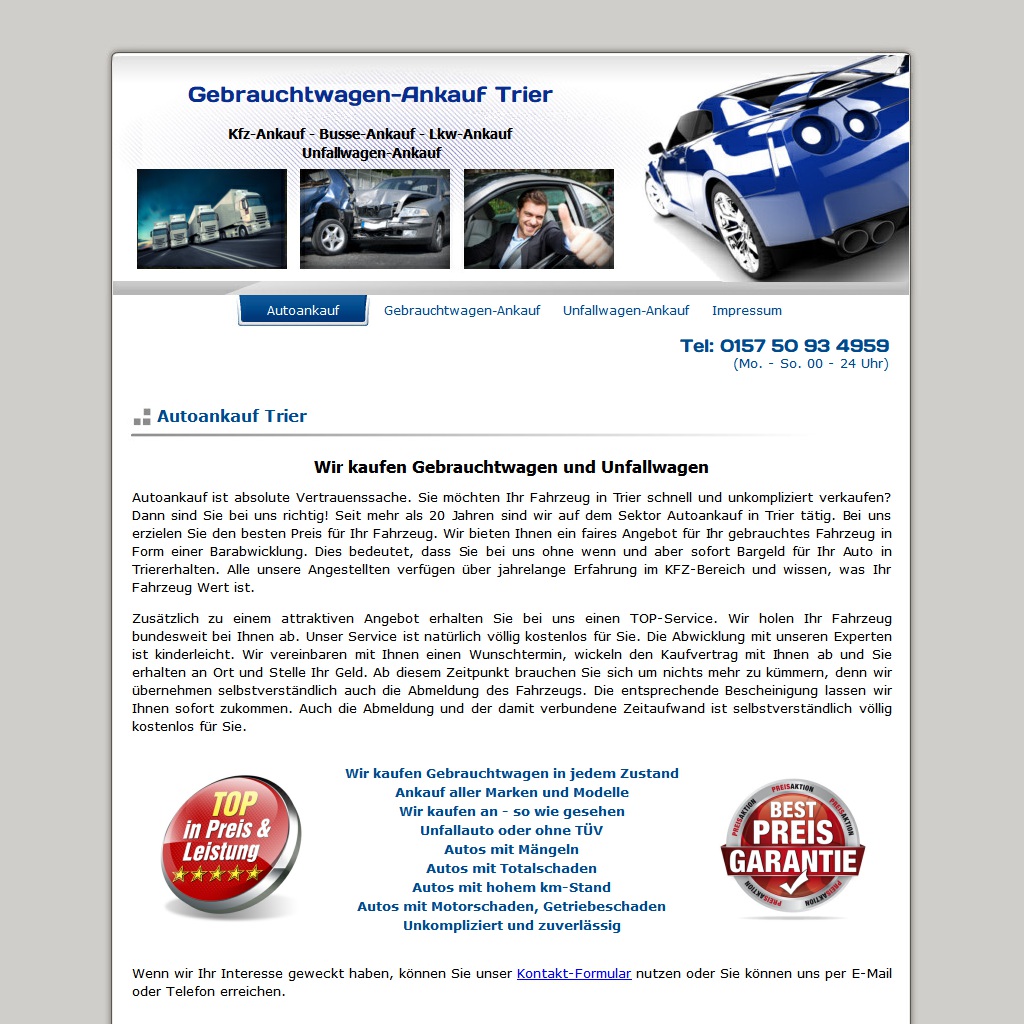 Gebrauchtwagen-Ankauf Trier
Kfz-Ankauf - Busse-Ankauf - Lkw-Ankauf
Unfallwagen-Ankauf
Autoankauf Gebrauchtwagen-Ankauf Unfallwagen-Ankauf Impressum
Tel: 0157 50 93 4959
(Mo. - So. 00 - 24 Uhr)
Autoankauf Trier
Wir kaufen Gebrauchtwagen und Unfallwagen
Autoankauf ist absolute Vertrauenssache. Sie möchten Ihr Fahrzeug in Trier schnell und unkompliziert verkaufen?
Dann sind Sie bei uns richtig! Seit mehr als 20 Jahren sind wir auf dem Sektor Autoankauf in Trier tätig. Bei uns
erzielen Sie den besten Preis für Ihr Fahrzeug. Wir bieten Ihnen ein faires Angebot für Ihr gebrauchtes Fahrzeug in
Form einer Barabwicklung. Dies bedeutet, dass Sie bei uns ohne wenn und aber sofort Bargeld für Ihr Auto in
Triererhalten. Alle unsere Angestellten verfügen über jahrelange Erfahrung im KFZ-Bereich und wissen, was Ihr
Fahrzeug Wert ist.
Zusätzlich zu einem attraktiven Angebot erhalten Sie bei uns einen TOP-Service. Wir holen Ihr Fahrzeug
bundesweit bei Ihnen ab. Unser Service ist natürlich völlig kostenlos für Sie. Die Abwicklung mit unseren Experten
ist kinderleicht. Wir vereinbaren mit Ihnen einen Wunschtermin, wickeln den Kaufvertrag mit Ihnen ab und Sie
erhalten an Ort und Stelle Ihr Geld. Ab diesem Zeitpunkt brauchen Sie sich um nichts mehr zu kümmern, denn wir
übernehmen selbstverständlich auch die Abmeldung des Fahrzeugs. Die entsprechende Bescheinigung lassen wir
Ihnen sofort zukommen. Auch die Abmeldung und der damit verbundene Zeitaufwand ist selbstverständlich völlig
kostenlos für Sie.
TOP
in Preis &
Leistung
Wir kaufen Gebrauchtwagen in jedem Zustand
Ankauf aller Marken und Modelle
Wir kaufen an - so wie gesehen
Unfallauto oder ohne TÜV
Autos mit Mängeln
Autos mit Totalschaden
Autos mit hohem km-Stand
Autos mit Motorschaden, Getriebeschaden
Unkompliziert und zuverlässig
PREISAKTION
PREISAKTION
PREISAKTION
BEST
PREIS
GARANTIE
PREISAKTION
PREISAKTION
Wenn wir Ihr Interesse geweckt haben, können Sie unser Kontakt-Formular nutzen oder Sie können uns per E-Mail
oder Telefon erreichen.